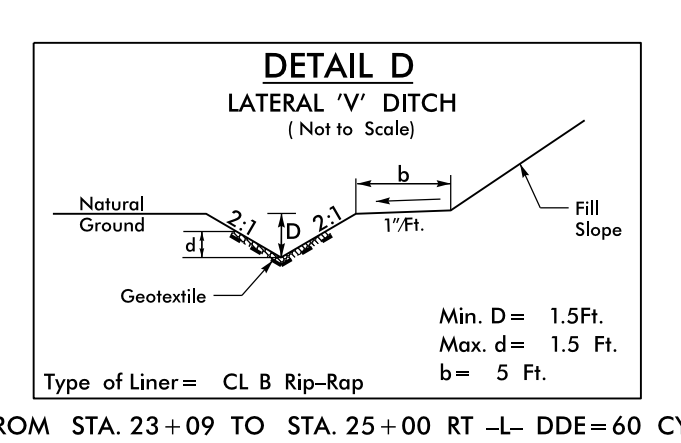 DETAIL D
LATERAL 'V' DITCH
( Not to Scale)
b
Natural
Ground
2:1
D
2:1
1"/Ft.
Fill
Slope
d
Geotextile
Min. D = 1.5Ft.
Max. d = 1.5 Ft.
b = 5 Ft.
Type of Liner = CL B Rip-Rap
ROM STA. 23+09 TO STA. 25+00 RT -L- DDE = 60 CY